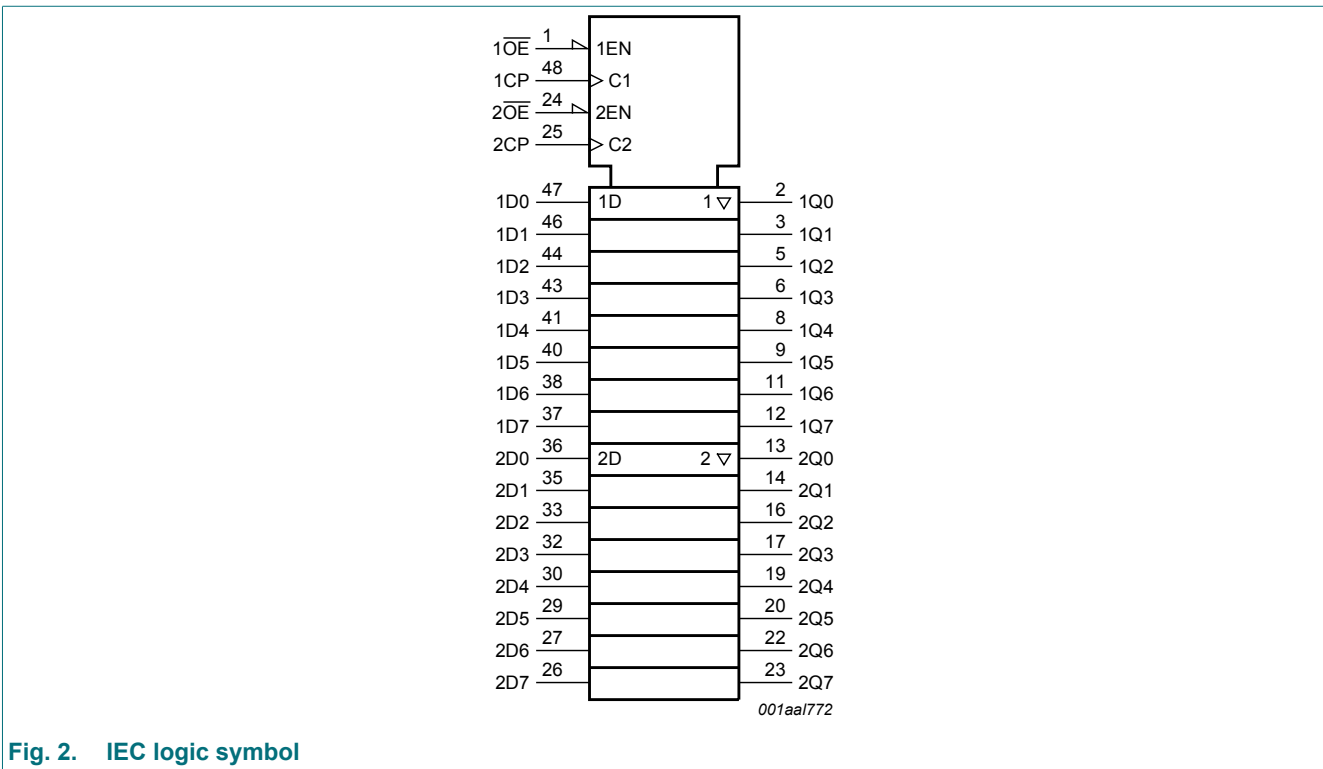 1O̅E̅ 1 1EN
1CP 48 C1
2O̅E̅ 24 2EN
2CP 25 C2
1D0 47 1D 1 ▽ 2 1Q0
1D1 46 3 1Q1
1D2 44 5 1Q2
1D3 43 6 1Q3
1D4 41 8 1Q4
1D5 40 9 1Q5
1D6 38 11 1Q6
1D7 37 12 1Q7
2D0 36 2D 2 ▽ 13 2Q0
2D1 35 14 2Q1
2D2 33 16 2Q2
2D3 32 17 2Q3
2D4 30 19 2Q4
2D5 29 20 2Q5
2D6 27 22 2Q6
2D7 26 23 2Q7
001aal772
Fig. 2. IEC logic symbol